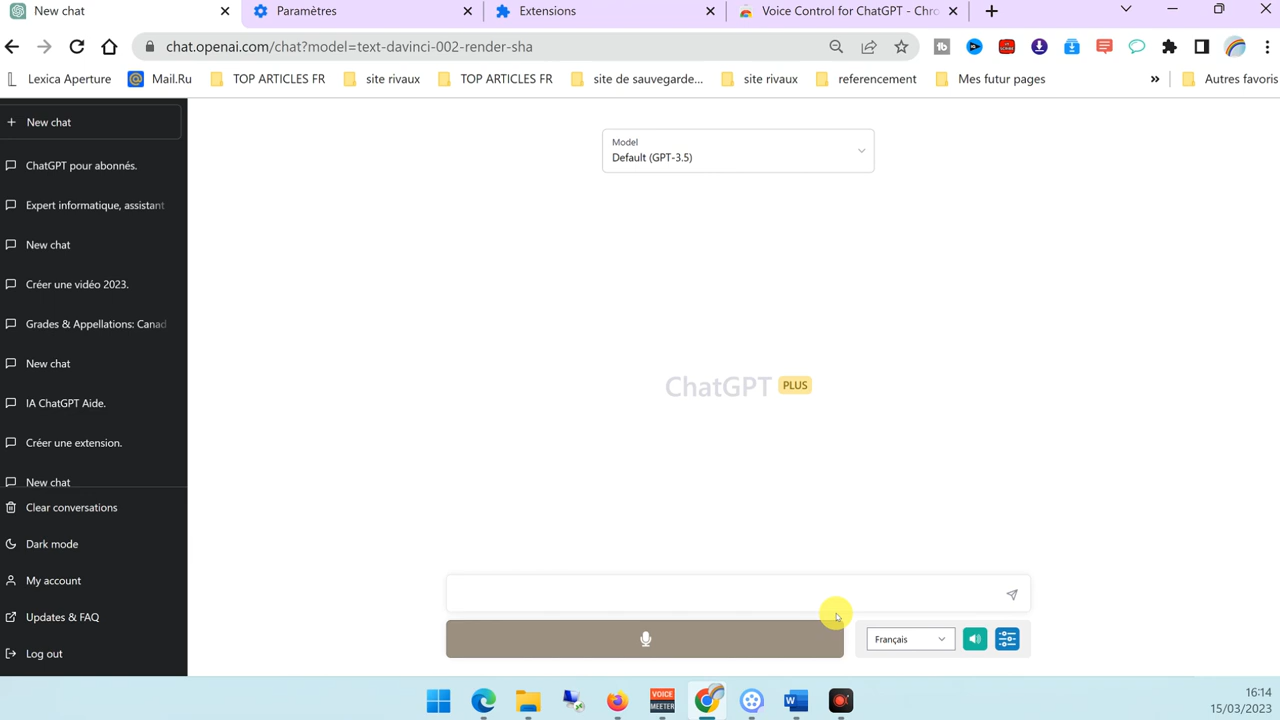 New chat
Paramètres
Extensions
Voice Control for ChatGPT - Chro
chat.openai.com/chat?model=text-davinci-002-render-sha
Lexica Aperture
Mail.Ru
TOP ARTICLES FR
site rivaux
TOP ARTICLES FR
site de sauvegarde...
site rivaux
referencement
Mes futur pages
»
Autres favoris
+ New chat
ChatGPT pour abonnés.
Expert informatique, assistant
New chat
Créer une vidéo 2023.
Grades & Appellations: Canad
New chat
IA ChatGPT Aide.
Créer une extension.
New chat
Clear conversations
Dark mode
My account
Updates & FAQ
Log out
Model
Default (GPT-3.5)
ChatGPT PLUS
Français
VOICE
MEETER
16:14
15/03/2023